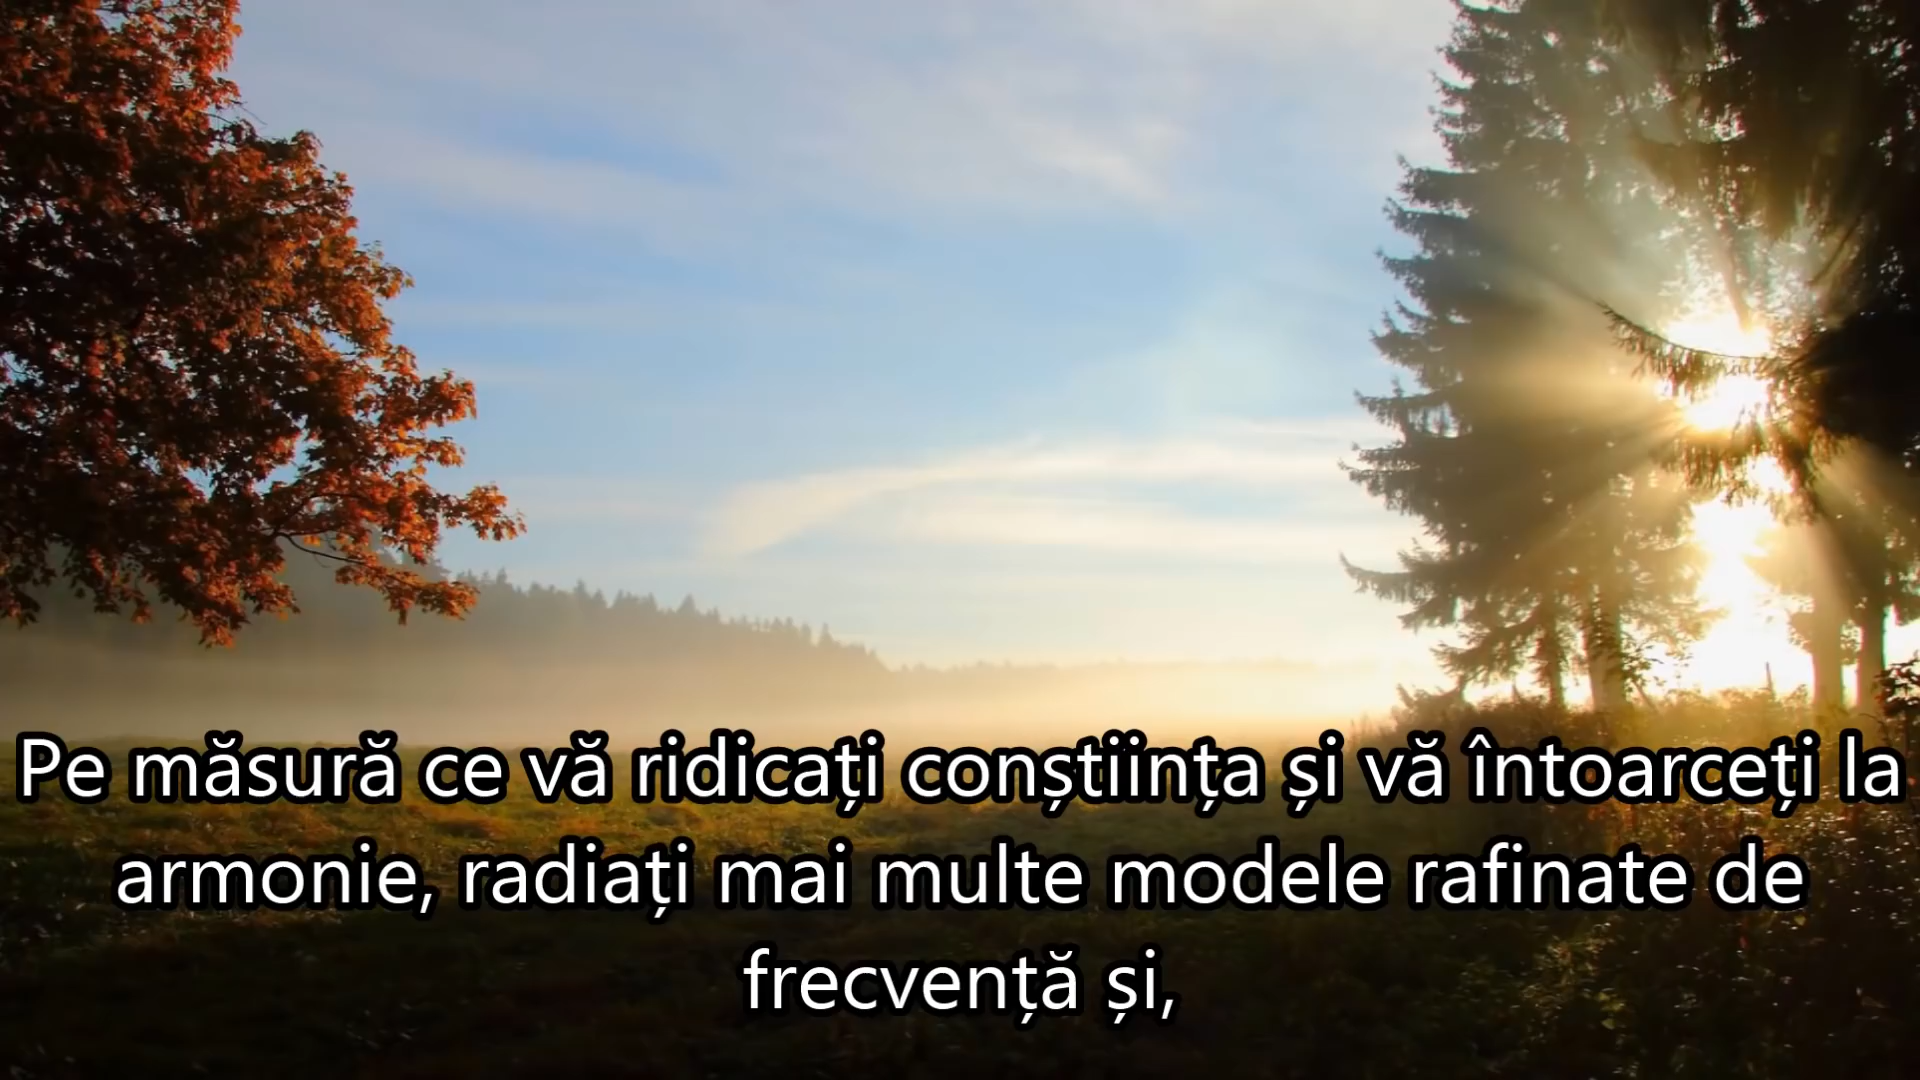 Pe măsură ce vă ridicați conștiința și vă întoarceți la
armonie, radiați mai multe modele rafinate de
frecvență și,